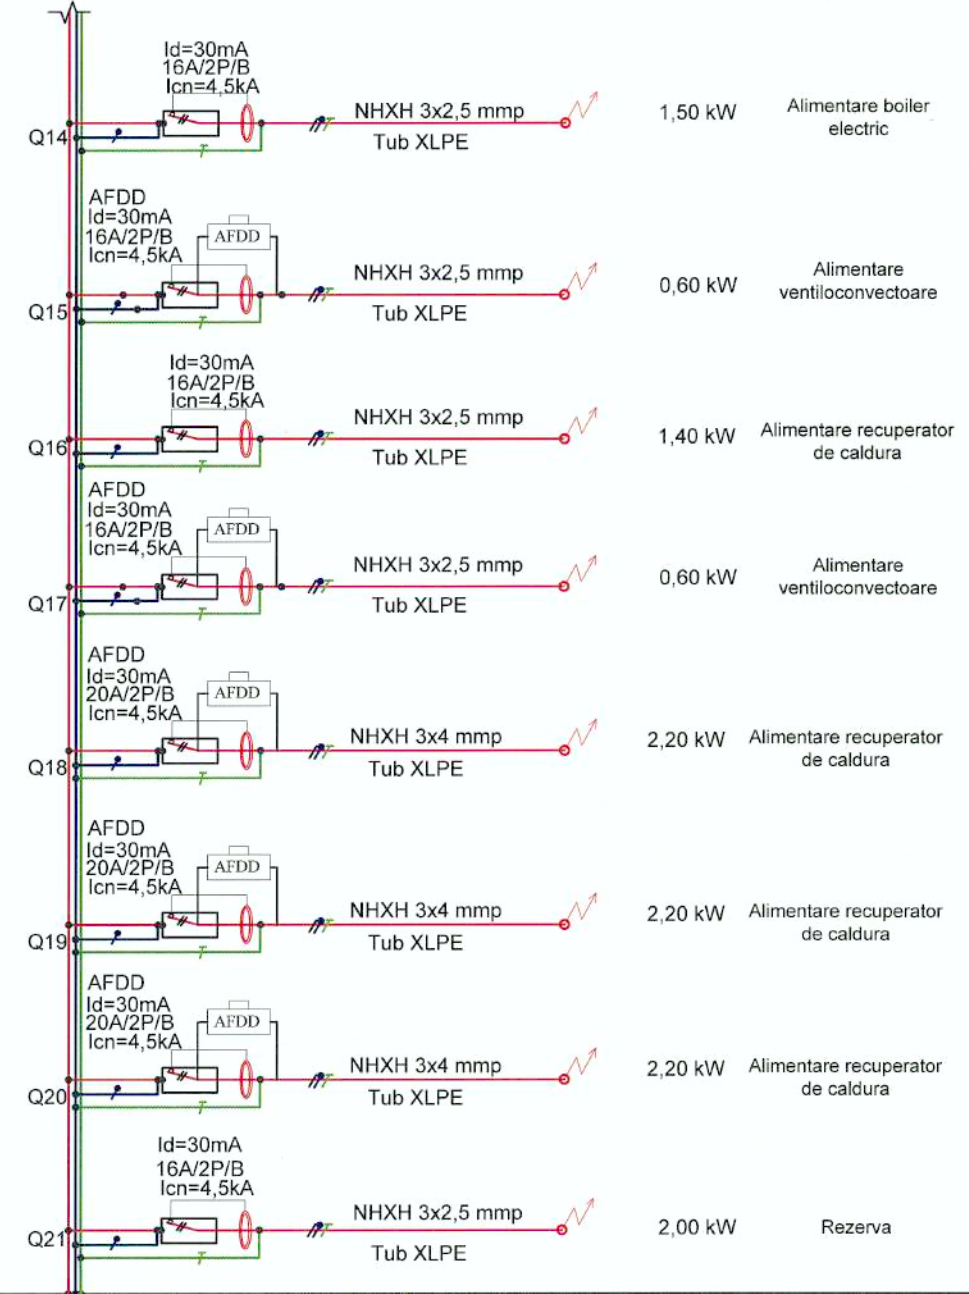 Id=30mA
16A/2P/B
Icn=4,5kA
Q14
NHXH 3x2,5 mmp
Tub XLPE
1,50 kW
Alimentare boiler
electric
AFDD
Id=30mA
16A/2P/B
Icn=4,5kA
AFDD
Q15
NHXH 3x2,5 mmp
Tub XLPE
0,60 kW
Alimentare
ventiloconvectoare
Id=30mA
16A/2P/B
Icn=4,5kA
Q16
NHXH 3x2,5 mmp
Tub XLPE
1,40 kW
Alimentare recuperator
de caldura
AFDD
Id=30mA
16A/2P/B
Icn=4,5kA
AFDD
Q17
NHXH 3x2,5 mmp
Tub XLPE
0,60 kW
Alimentare
ventiloconvectoare
AFDD
Id=30mA
20A/2P/B
Icn=4,5kA
AFDD
Q18
NHXH 3x4 mmp
Tub XLPE
2,20 kW
Alimentare recuperator
de caldura
AFDD
Id=30mA
20A/2P/B
Icn=4,5kA
AFDD
Q19
NHXH 3x4 mmp
Tub XLPE
2,20 kW
Alimentare recuperator
de caldura
AFDD
Id=30mA
20A/2P/B
Icn=4,5kA
AFDD
Q20
NHXH 3x4 mmp
Tub XLPE
2,20 kW
Alimentare recuperator
de caldura
Id=30mA
16A/2P/B
Icn=4,5kA
Q21
NHXH 3x2,5 mmp
Tub XLPE
2,00 kW
Rezerva